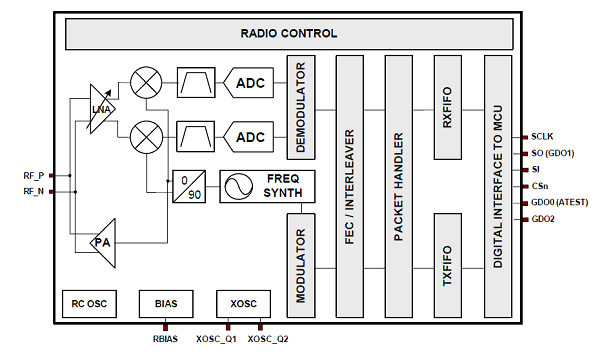 RADIO CONTROL
LNA
ADC
ADC
DEMODULATOR
FEC / INTERLEAVER
PACKET HANDLER
RXFIFO
DIGITAL INTERFACE TO MCU
SCLK
SO (GDO1)
SI
CSn
GDO0 (ATEST)
GDO2
RF_P
RF_N
0
90
FREQ
SYNTH
PA
MODULATOR
TXFIFO
RC OSC
BIAS
XOSC
RBIAS
XOSC_Q1
XOSC_Q2